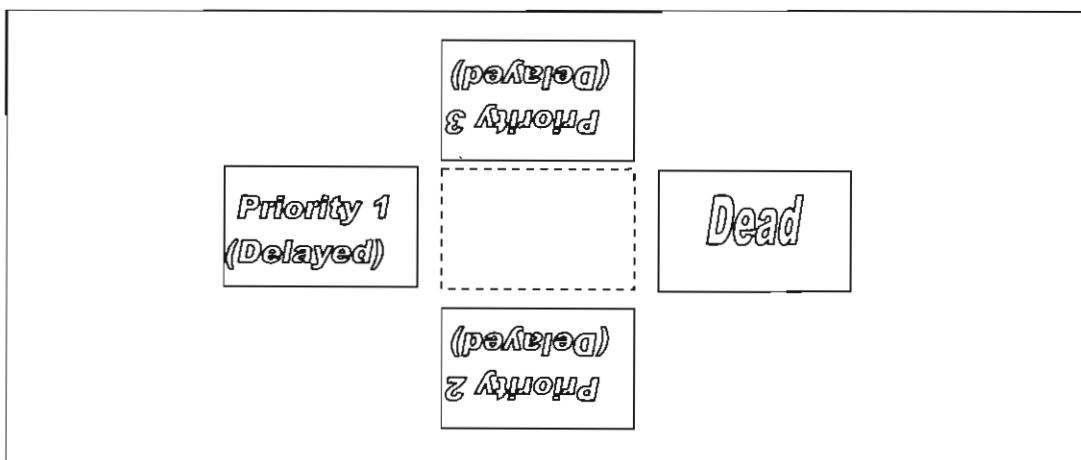 Priority 3
(Delayed)
Priority 1
(Delayed)
Dead
Priority 2
(Delayed)